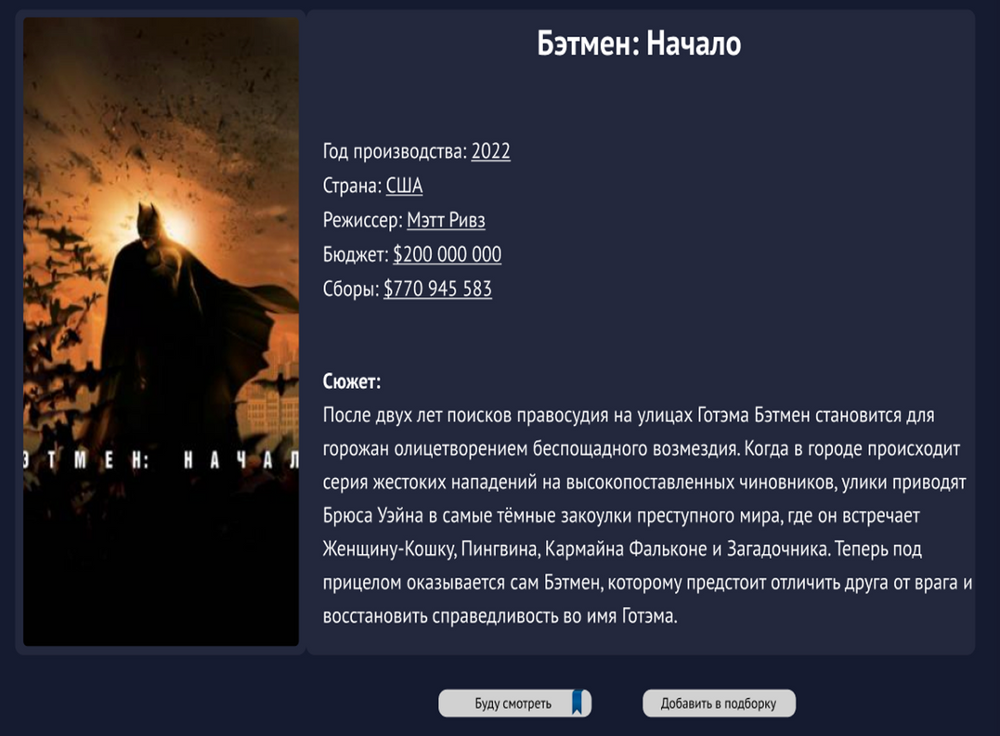 Бэтмен: Начало
Год производства: 2022
Страна: США
Режиссер: Мэтт Ривз
Бюджет: $200 000 000
Сборы: $770 945 583
Сюжет:
После двух лет поисков правосудия на улицах Готэма Бэтмен становится для
горожан олицетворением беспощадного возмездия. Когда в городе происходит
серия жестоких нападений на высокопоставленных чиновников, улики приводят
Брюса Уэйна в самые тёмные закоулки преступного мира, где он встречает
Женщину-Кошку, Пингвина, Кармайна Фальконе и Загадочника. Теперь под
прицелом оказывается сам Бэтмен, которому предстоит отличить друга от врага и
восстановить справедливость во имя Готэма.
ЭТМЕН: НАЧАЛ
Буду смотреть
Добавить в подборку